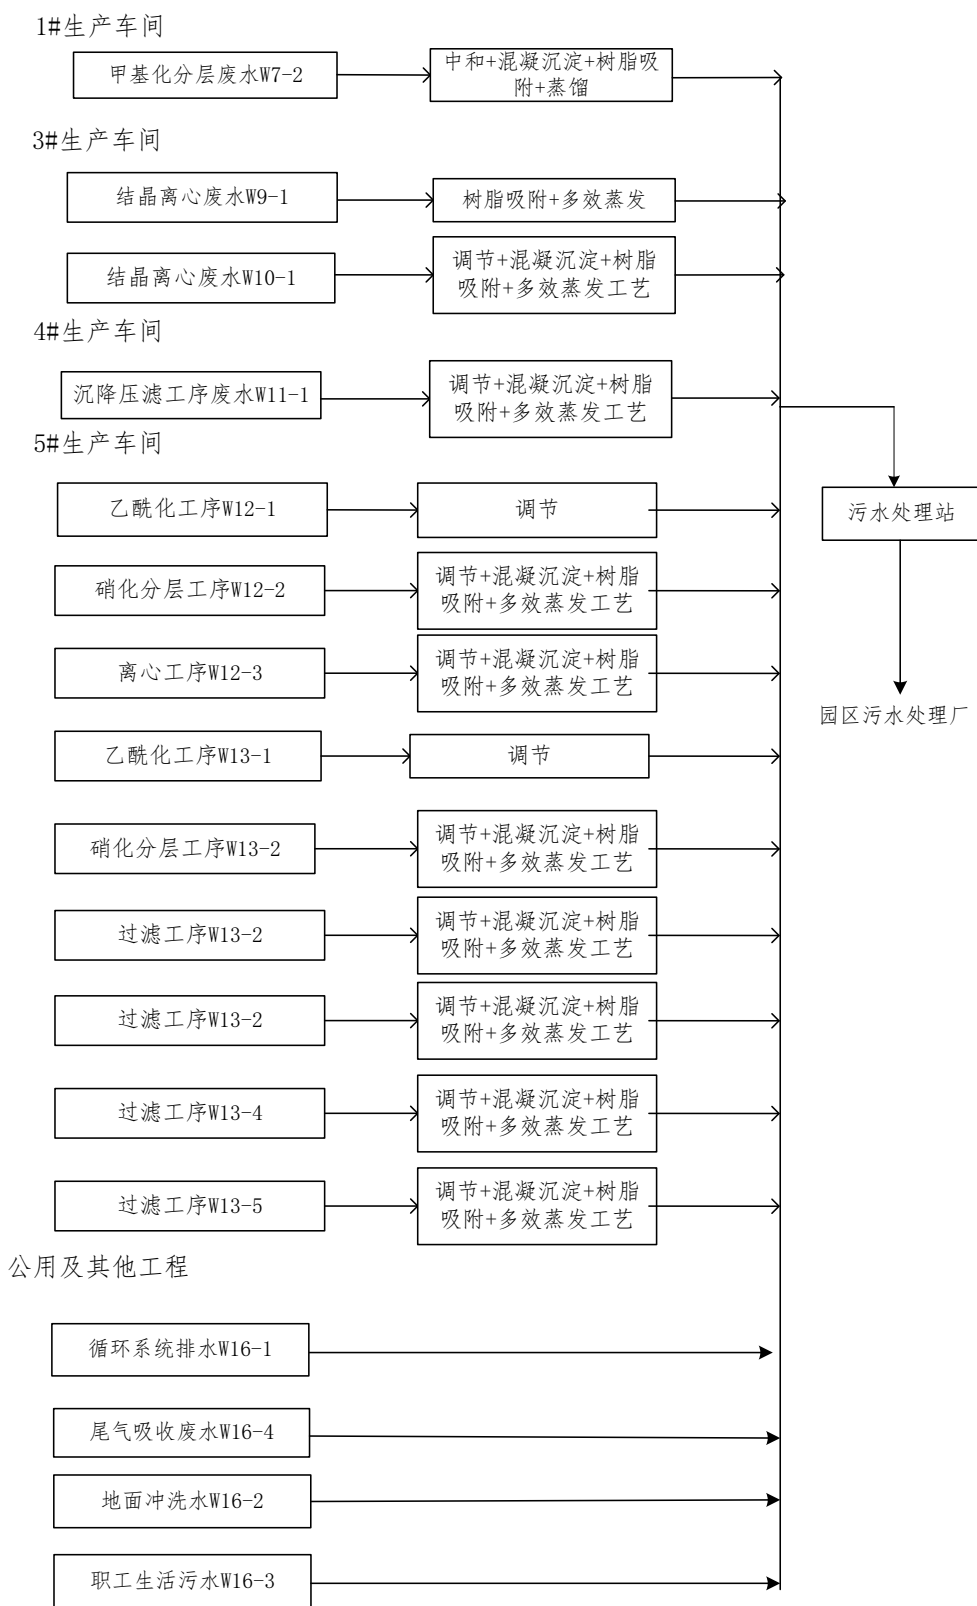 1#生产车间
甲基化分层废水W7-2
中和+混凝沉淀+树脂吸
附+蒸馏
3#生产车间
结晶离心废水W9-1
树脂吸附+多效蒸发
结晶离心废水W10-1
调节+混凝沉淀+树脂
吸附+多效蒸发工艺
4#生产车间
沉降压滤工序废水W11-1
调节+混凝沉淀+树脂
吸附+多效蒸发工艺
5#生产车间
乙酰化工序W12-1
调节
污水处理站
硝化分层工序W12-2
调节+混凝沉淀+树脂
吸附+多效蒸发工艺
离心工序W12-3
调节+混凝沉淀+树脂
吸附+多效蒸发工艺
园区污水处理厂
乙酰化工序W13-1
调节
硝化分层工序W13-2
调节+混凝沉淀+树脂
吸附+多效蒸发工艺
过滤工序W13-2
调节+混凝沉淀+树脂
吸附+多效蒸发工艺
过滤工序W13-2
调节+混凝沉淀+树脂
吸附+多效蒸发工艺
过滤工序W13-4
调节+混凝沉淀+树脂
吸附+多效蒸发工艺
过滤工序W13-5
调节+混凝沉淀+树脂
吸附+多效蒸发工艺
公用及其他工程
循环系统排水W16-1
尾气吸收废水W16-4
地面冲洗水W16-2
职工生活污水W16-3